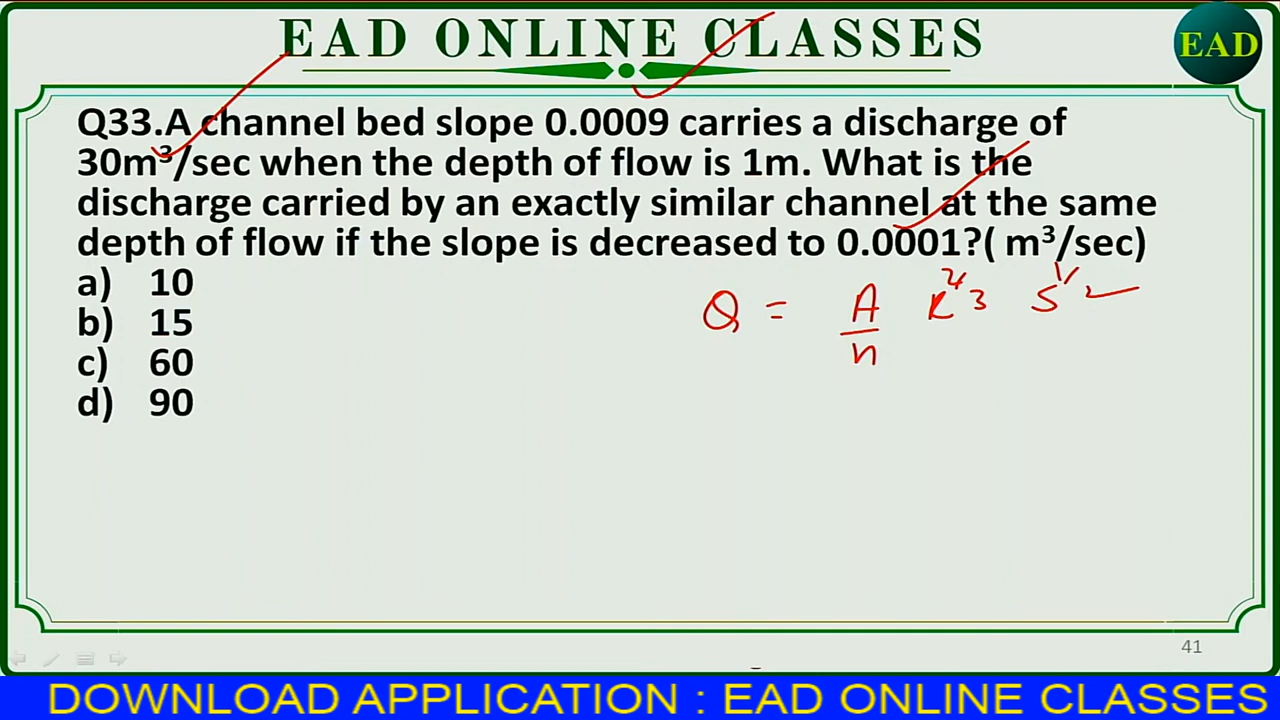 EAD ONLINE CLASSES
EAD
Q33.A channel bed slope 0.0009 carries a discharge of
30m³/sec when the depth of flow is 1m. What is the
discharge carried by an exactly similar channel at the same
depth of flow if the slope is decreased to 0.0001?( m³/sec)
a) 10
b) 15
c) 60
d) 90
Q = A/n R^2/3 S^1/
41
DOWNLOAD APPLICATION : EAD ONLINE CLASSES